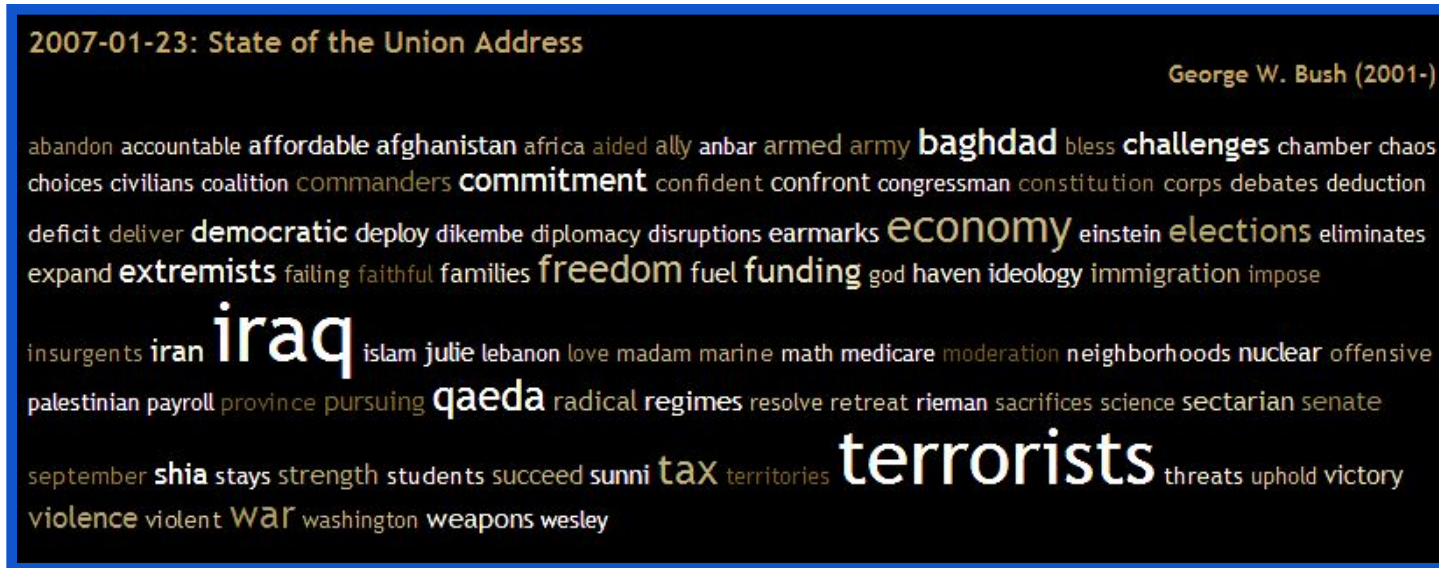 2007-01-23: State of the Union Address
George W. Bush (2001-)
abandon accountable affordable afghanistan africa aided ally anbar armed army baghdad bless challenges chamber chaos
choices civilians coalition commanders commitment confident confront congressman constitution corps debates deduction
deficit deliver democratic deploy dikembe diplomacy disruptions earmarks economy einstein elections eliminates
expand extremists failing faithful families freedom fuel funding god haven ideology immigration impose
insurgents iran iraq islam julie lebanon love madam marine math medicare moderation neighborhoods nuclear offensive
palestinian payroll province pursuing qaeda radical regimes resolve retreat rieman sacrifices science sectarian senate
september shia stays strength students succeed sunni tax territories terrorists threats uphold victory
violence violent war washington weapons wesley